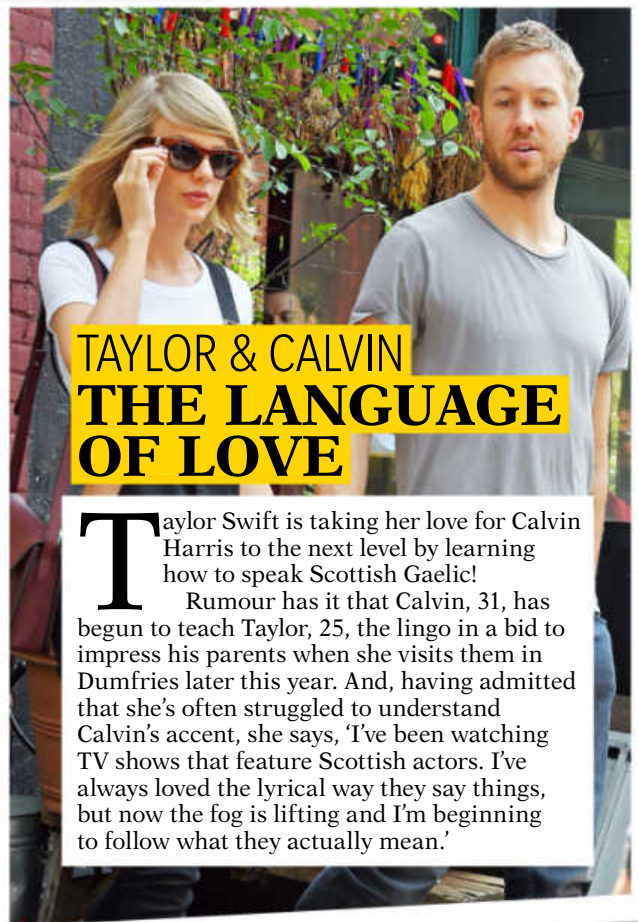 TAYLOR & CALVIN
THE LANGUAGE
OF LOVE
Taylor Swift is taking her love for Calvin
Harris to the next level by learning
how to speak Scottish Gaelic!
Rumour has it that Calvin, 31, has
begun to teach Taylor, 25, the lingo in a bid to
impress his parents when she visits them in
Dumfries later this year. And, having admitted
that she’s often struggled to understand
Calvin’s accent, she says, ‘I’ve been watching
TV shows that feature Scottish actors. I’ve
always loved the lyrical way they say things,
but now the fog is lifting and I’m beginning
to follow what they actually mean.’